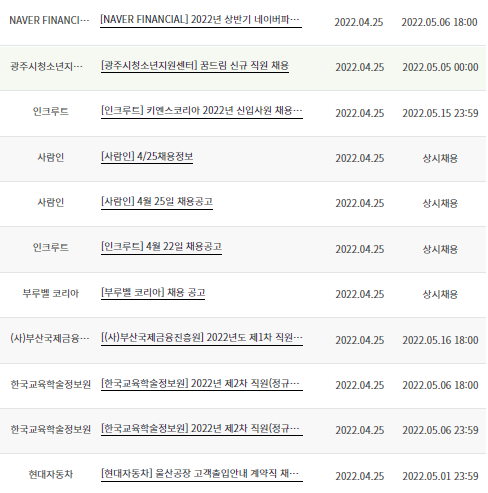 NAVER FINANCI··· [NAVER FINANCIAL] 2022년 상반기 네이버파··· 2022.04.25 2022.05.06 18:00
광주시청소년지··· [광주시청소년지원센터] 꿈드림 신규 직원 채용 2022.04.25 2022.05.05 00:00
인크루트 [인크루트] 키엔스코리아 2022년 신입사원 채용··· 2022.04.25 2022.05.15 23:59
사람인 [사람인] 4/25채용정보 2022.04.25 상시채용
사람인 [사람인] 4월 25일 채용공고 2022.04.25 상시채용
인크루트 [인크루트] 4월 22일 채용공고 2022.04.25 상시채용
부루벨 코리아 [부루벨 코리아] 채용 공고 2022.04.25 상시채용
(사)부산국제금융··· [(사)부산국제금융진흥원] 2022년도 제1차 직원··· 2022.04.25 2022.05.16 18:00
한국교육학술정보원 [한국교육학술정보원] 2022년 제2차 직원(정규··· 2022.04.25 2022.05.06 18:00
한국교육학술정보원 [한국교육학술정보원] 2022년 제2차 직원(정규··· 2022.04.25 2022.05.06 23:59
현대자동차 [현대자동차] 울산공장 고객출입안내 계약직 채··· 2022.04.25 2022.05.01 23:59